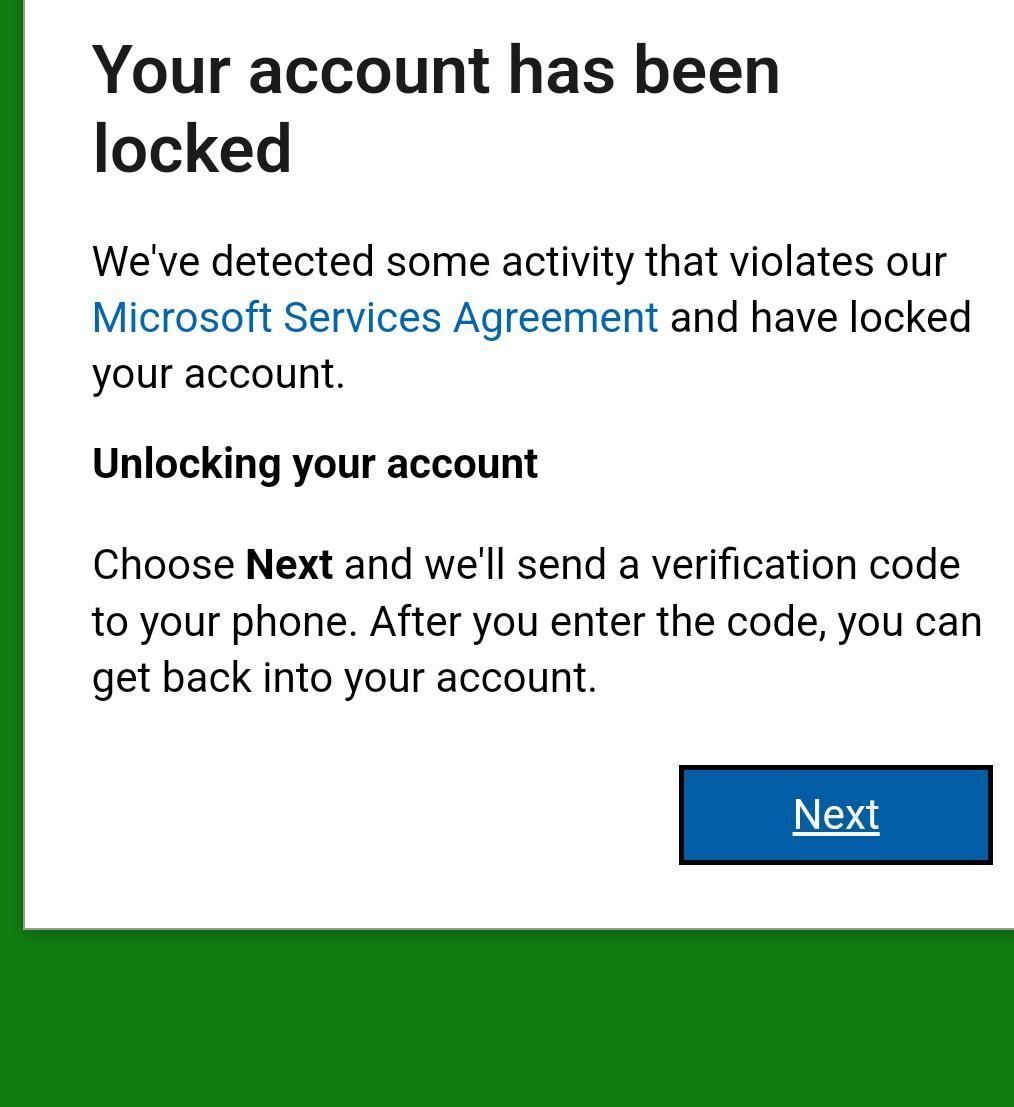 Your account has been
locked
We've detected some activity that violates our
Microsoft Services Agreement and have locked
your account.
Unlocking your account
Choose Next and we'll send a verification code
to your phone. After you enter the code, you can
get back into your account.
Next